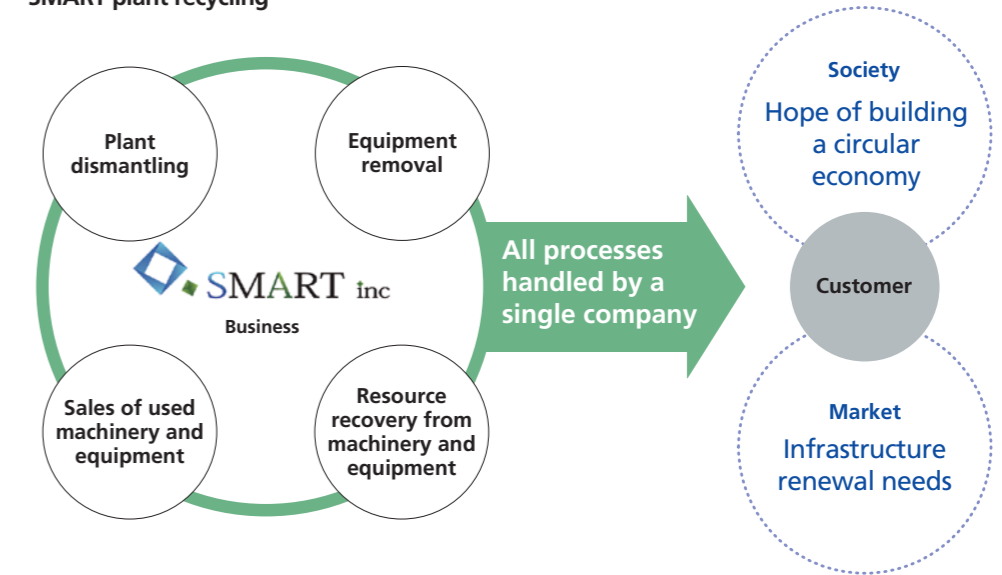 SMART plant recycling
Plant
dismantling
Equipment
removal
SMART inc
Business
Sales of used
machinery and
equipment
Resource
recovery from
machinery and
equipment
All processes
handled by a
single company
Society
Hope of building
a circular
economy
Customer
Market
Infrastructure
renewal needs